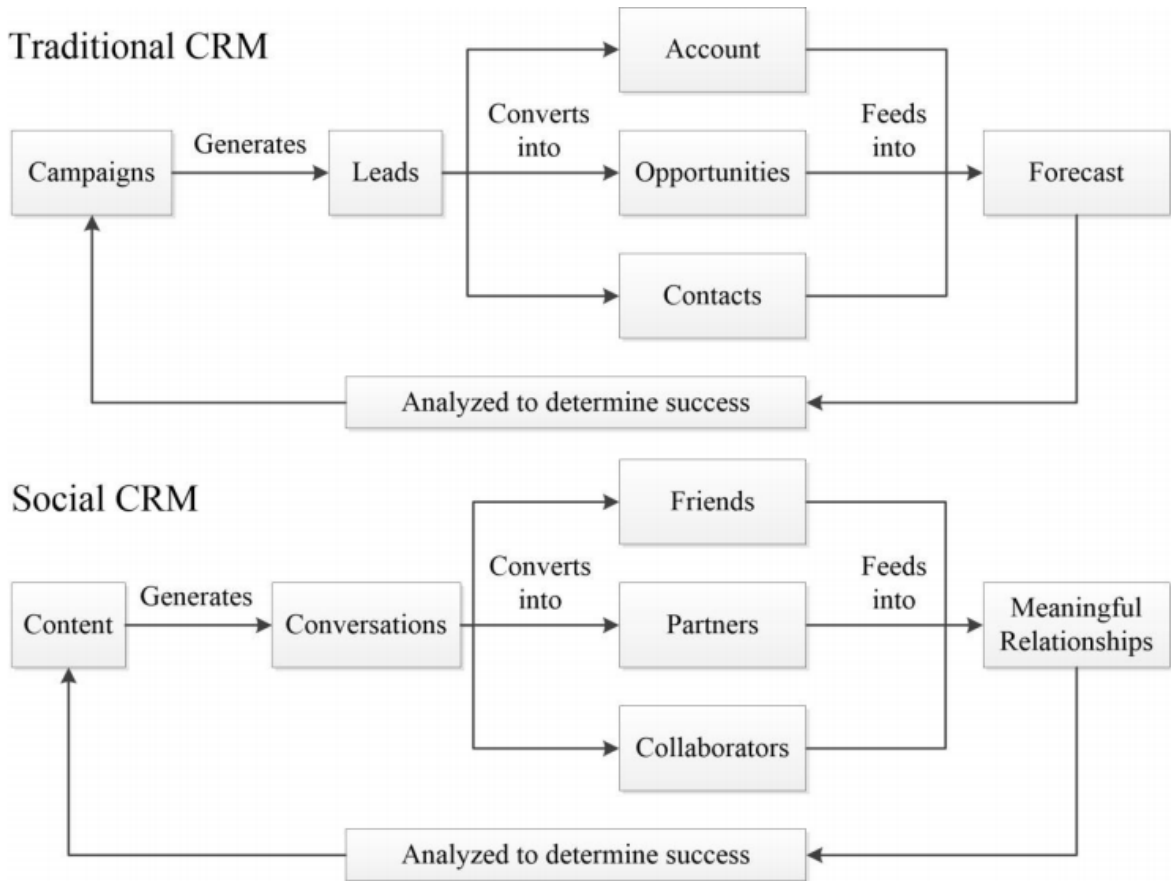 Traditional CRM
Account
Generates
Converts
into
Feeds
into
Campaigns
Leads
Opportunities
Forecast
Contacts
Analyzed to determine success
Social CRM
Friends
Generates
Converts
into
Feeds
into
Content
Conversations
Partners
Meaningful
Relationships
Collaborators
Analyzed to determine success